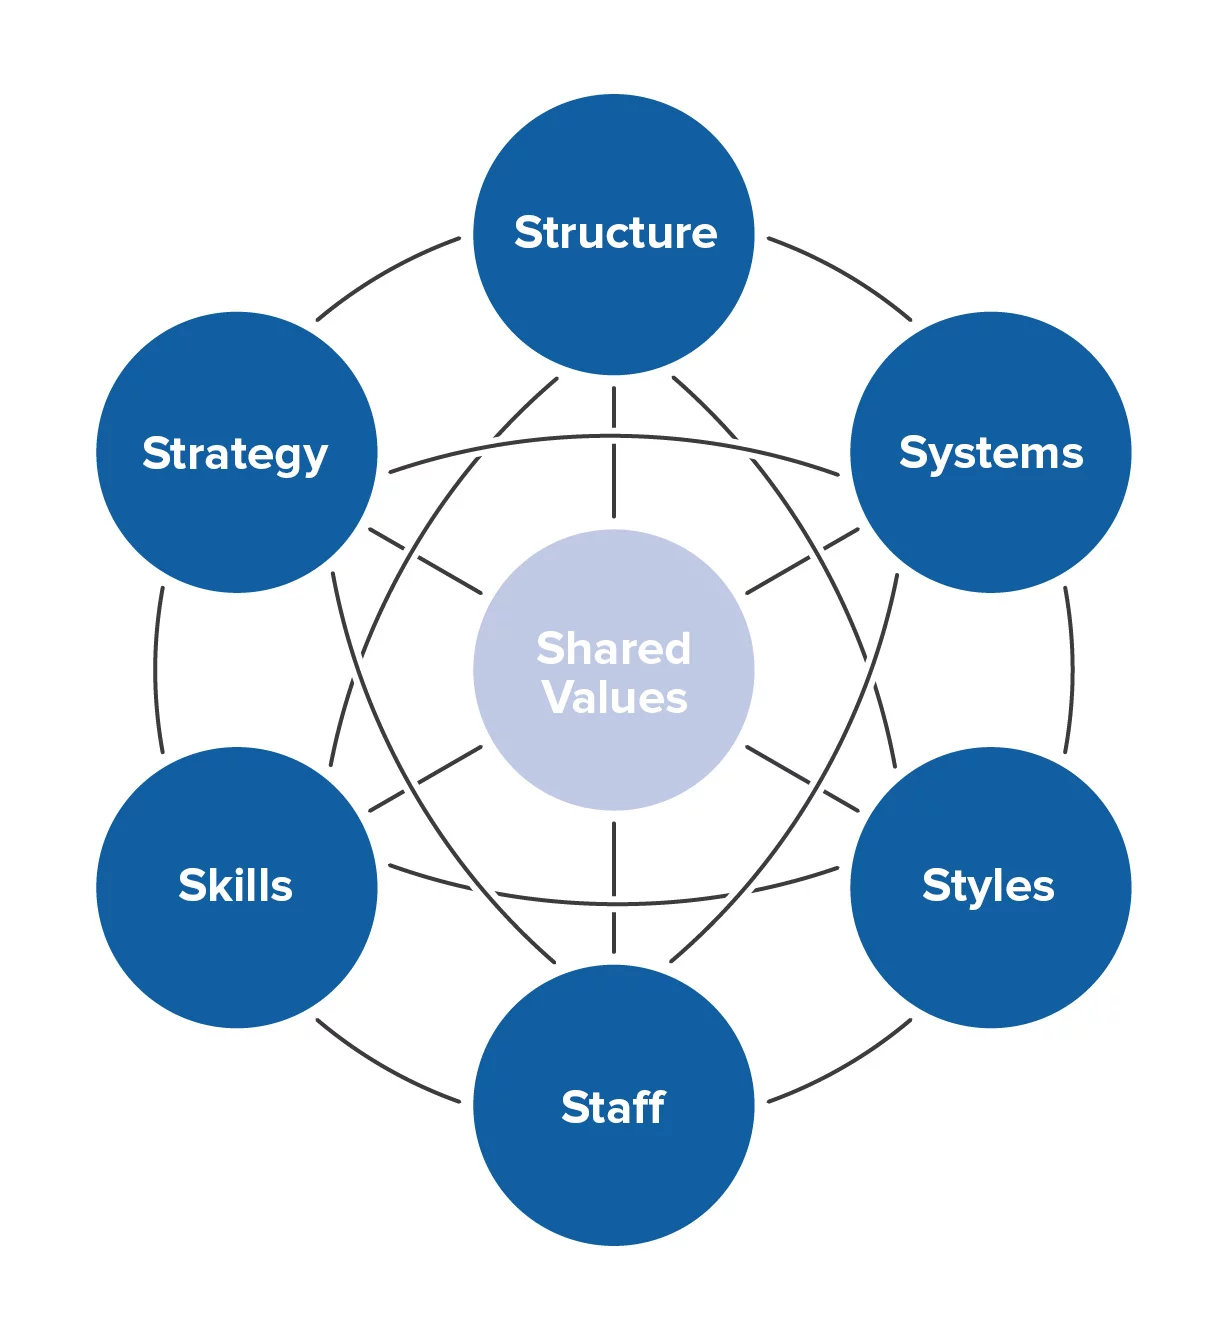 Structure
Strategy
Systems
Shared
Values
Skills
Styles
Staff